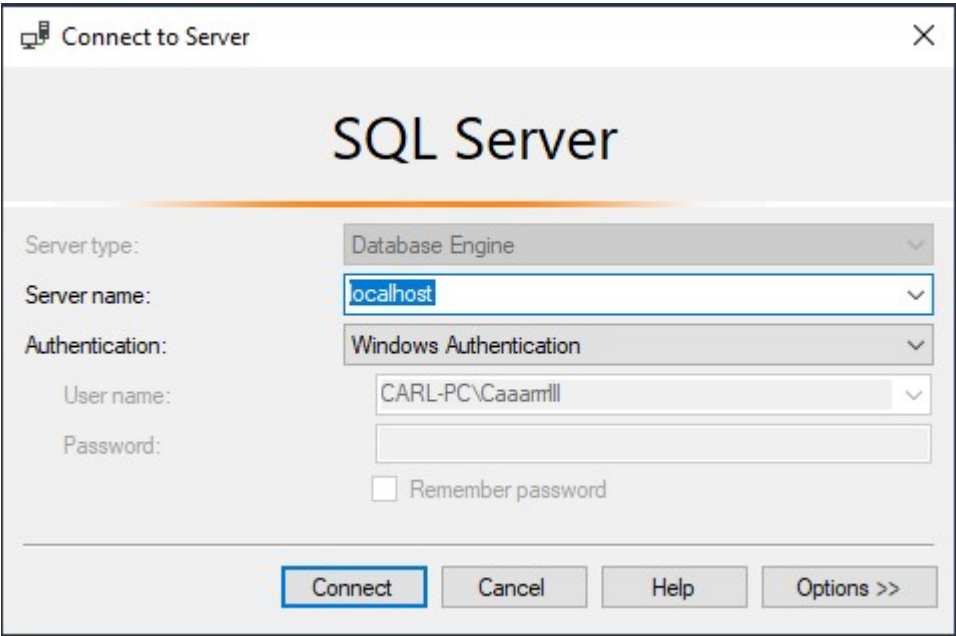 Connect to Server
SQL Server
Server type: Database Engine
Server name: localhost
Authentication: Windows Authentication
User name: CARL-PC\Caaarrlll
Password:
Remember password
Connect Cancel Help Options >>